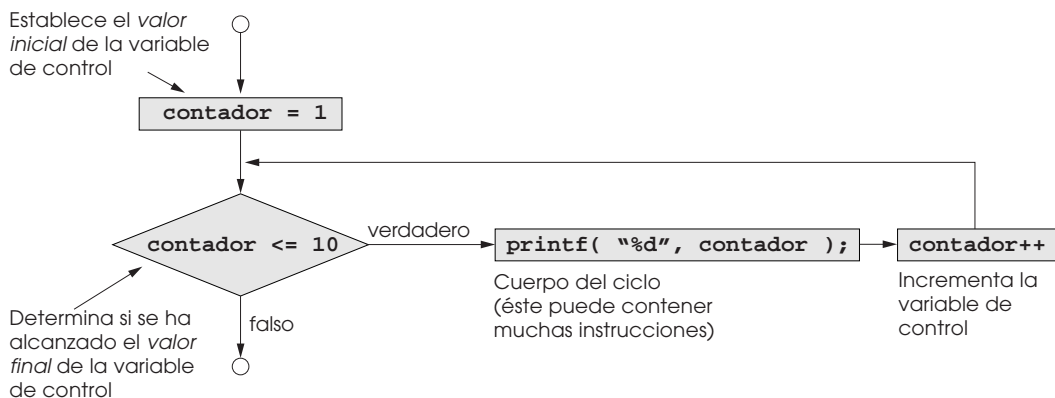 Establece el valor
inicial de la variable
de control
contador = 1
contador <= 10
verdadero
printf( “%d”, contador );
contador++
Cuerpo del ciclo
(éste puede contener
muchas instrucciones)
Incrementa la
variable de
control
falso
Determina si se ha
alcanzado el valor
final de la variable
de control